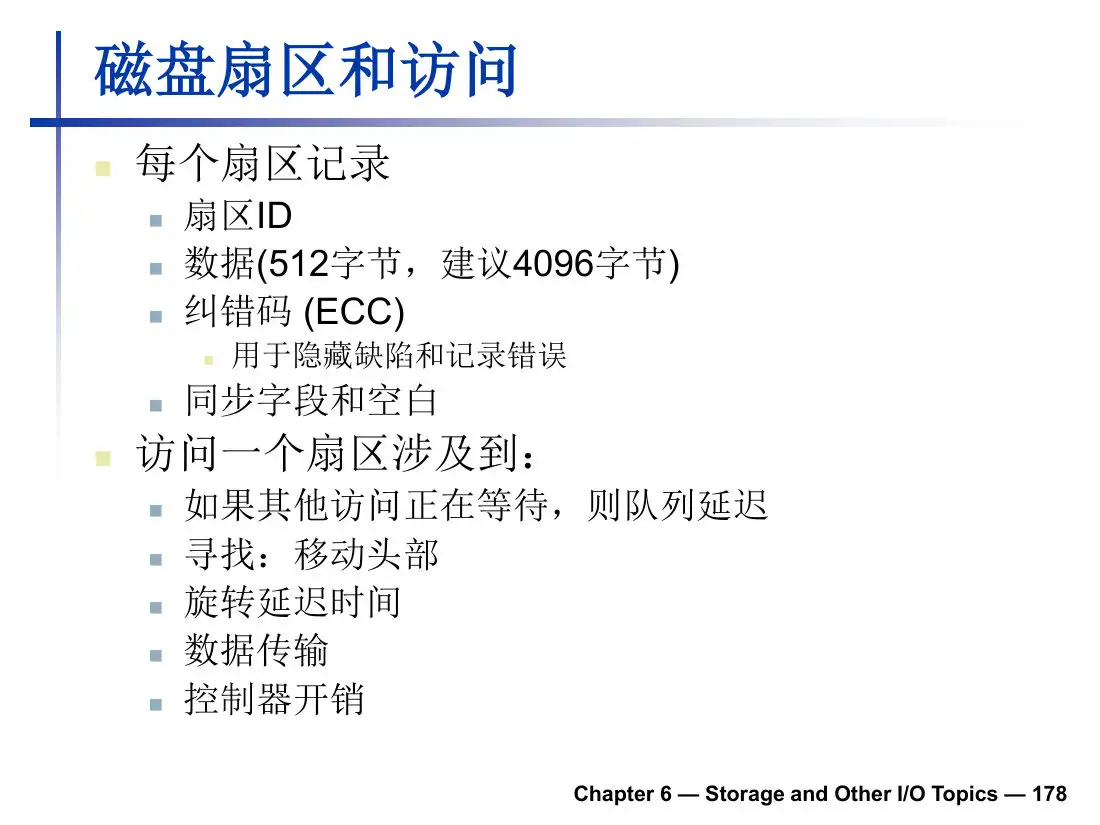 磁盘扇区和访问
每个扇区记录
扇区ID
数据(512字节，建议4096字节)
纠错码 (ECC)
用于隐藏缺陷和记录错误
同步字段和空白
访问一个扇区涉及到：
如果其他访问正在等待，则队列延迟
寻找：移动头部
旋转延迟时间
数据传输
控制器开销
Chapter 6 — Storage and Other I/O Topics — 178